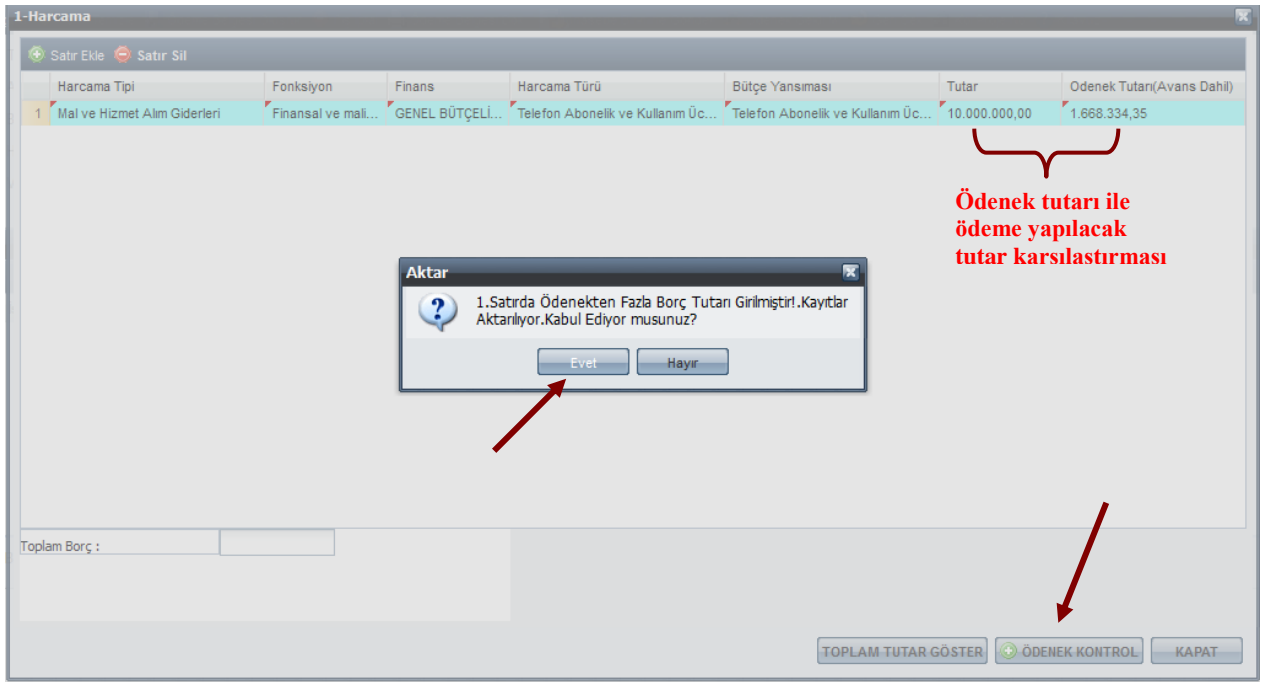 1-Harcama
Satır Ekle Satır Sil
Harcama Tipi Fonksiyon Finans Harcama Türü Bütçe Yansıması Tutar Odenek Tutarı(Avans Dahil)
1 Mal ve Hizmet Alım Giderleri Finansal ve mali... GENEL BÜTÇELİ... Telefon Abonelik ve Kullanım Üc... Telefon Abonelik ve Kullanım Üc... 10.000.000,00 1.668.334,35
Ödenek tutarı ile
ödeme yapılacak
tutar karsılastırması
Aktar
1.Satırda Ödenekten Fazla Borç Tutarı Girilmiştir!.Kayıtlar
Aktarılıyor.Kabul Ediyor musunuz?
Evet Hayır
Toplam Borç :
TOPLAM TUTAR GÖSTER ÖDENEK KONTROL KAPAT